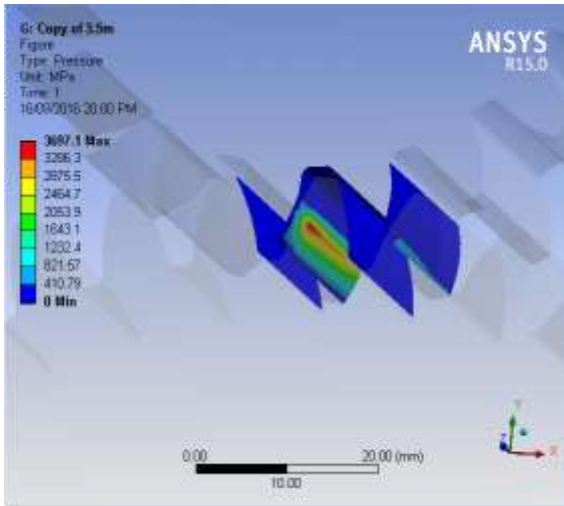 G: Copy of 3.5m
Figure
Type: Pressure
Unit: MPa
Time: 1
16/03/2016 20:00 PM
ANSYS
R15.0
3697.1 Max
3286.3
2875.5
2464.7
2053.9
1643.1
1232.4
821.57
410.79
0 Min
0.00
20.00 (mm)
10.00
Y
Z
X